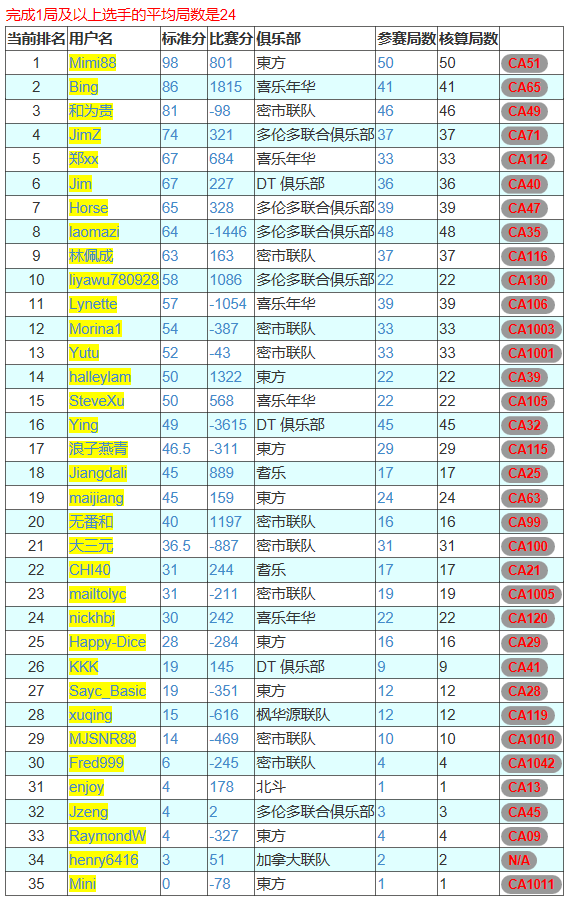 完成1局及以上选手的平均局数是24
当前排名 用户名 标准分 比赛分 俱乐部 参赛局数 核算局数
1 Mimi88 98 801 東方 50 50 CA51
2 Bing 86 1815 喜乐年华 41 41 CA65
3 和为贵 81 -98 密市联队 46 46 CA49
4 JimZ 74 321 多伦多联合俱乐部 37 37 CA71
5 郑xx 67 684 喜乐年华 33 33 CA112
6 Jim 67 227 DT 俱乐部 36 36 CA40
7 Horse 65 328 多伦多联合俱乐部 39 39 CA47
8 laomazi 64 -1446 多伦多联合俱乐部 48 48 CA35
9 林佩成 63 163 密市联队 37 37 CA116
10 liyawu780928 58 1086 多伦多联合俱乐部 22 22 CA130
11 Lynette 57 -1054 喜乐年华 39 39 CA106
12 Morina1 54 -387 密市联队 33 33 CA1003
13 Yutu 52 -43 密市联队 33 33 CA1001
14 halleylam 50 1322 東方 22 22 CA39
15 SteveXu 50 568 喜乐年华 22 22 CA105
16 Ying 49 -3615 DT 俱乐部 45 45 CA32
17 浪子燕青 46.5 -311 東方 29 29 CA115
18 Jiangdali 45 889 耆乐 17 17 CA25
19 maijiang 45 159 東方 24 24 CA63
20 无番和 40 1197 密市联队 16 16 CA99
21 大三元 36.5 -887 密市联队 31 31 CA100
22 CHI40 31 244 耆乐 17 17 CA21
23 mailtolyc 31 -211 密市联队 19 19 CA1005
24 nickhbj 30 242 喜乐年华 22 22 CA120
25 Happy-Dice 28 -284 東方 16 16 CA29
26 KKK 19 145 DT 俱乐部 9 9 CA41
27 Sayc_Basic 19 -351 東方 12 12 CA28
28 xuqing 15 -616 枫华源联队 12 12 CA119
29 MJSNR88 14 -469 密市联队 10 10 CA1010
30 Fred999 6 -245 密市联队 4 4 CA1042
31 enjoy 4 178 北斗 1 1 CA13
32 Jzeng 4 2 多伦多联合俱乐部 3 3 CA45
33 RaymondW 4 -327 東方 4 4 CA09
34 henry6416 3 51 加拿大联队 2 2 N/A
35 Mini 0 -78 東方 1 1 CA1011